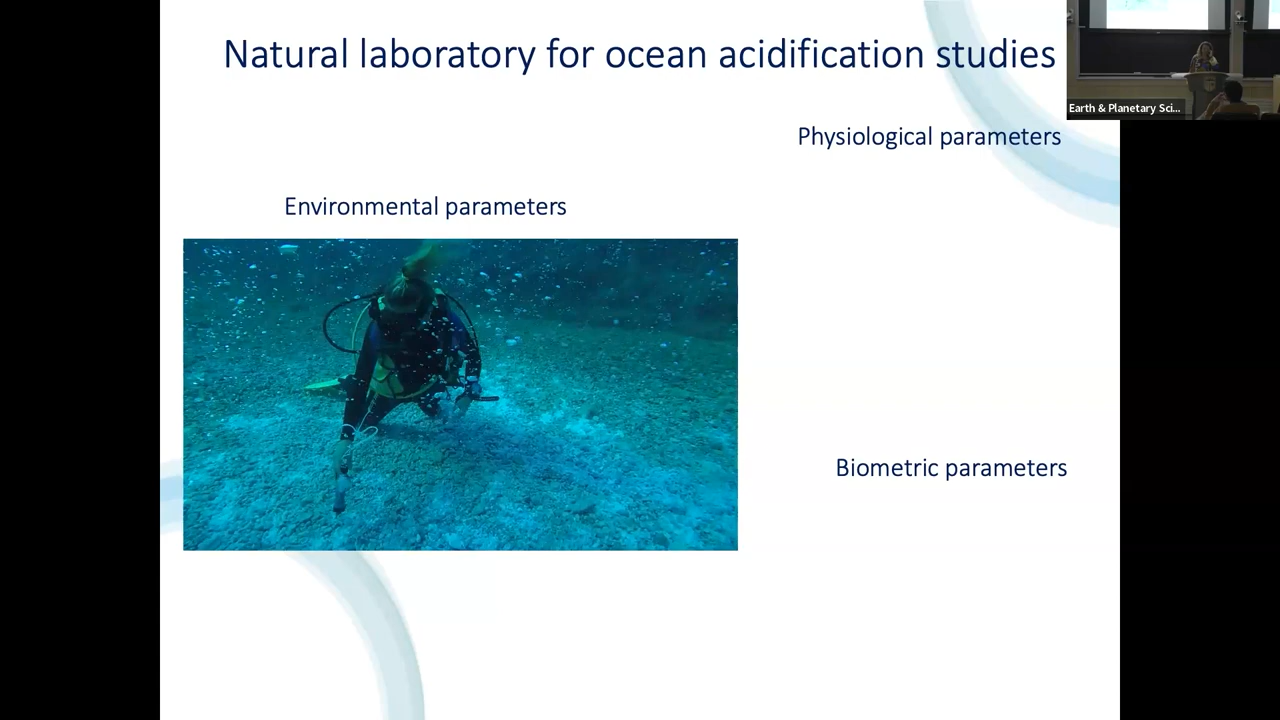 Natural laboratory for ocean acidification studies
Earth & Planetary Sci...
Physiological parameters
Environmental parameters
Biometric parameters